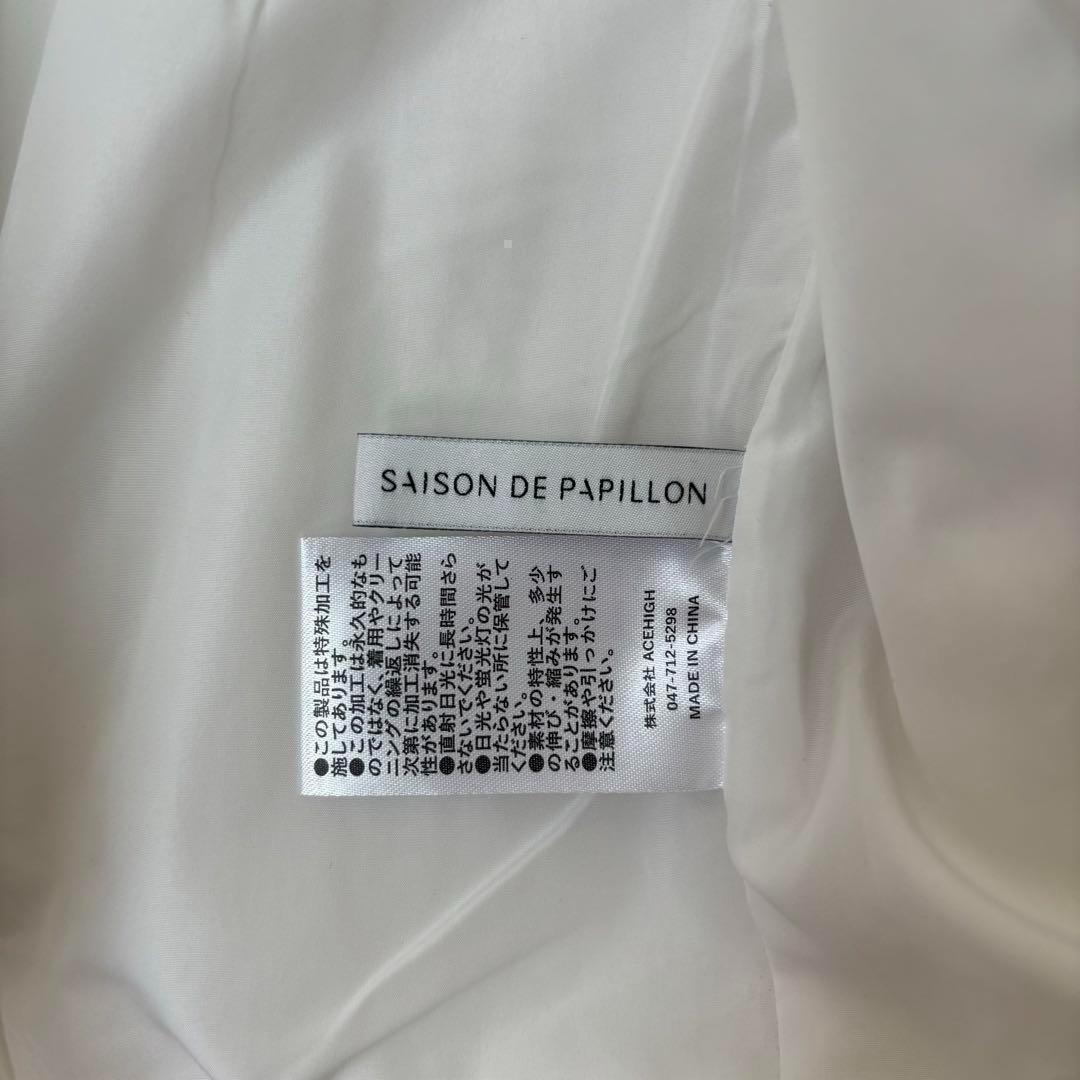 SAISON DE PAPILLON
●この製品は特殊加工を
施してあります。
●この加工は永久的なも
のではなく、着用やクリー
ニングの繰返しによって
次第に加工消失する可能
性があります。
●直射日光に長時間さら
さないでください。
●日光や蛍光灯の光が
当たらない所に保管して
ください。
●素材の特性上、多少
の伸び・縮みが発生す
ることがあります。
●摩擦や引っかけにご
注意ください。
株式会社 ACEHIGH
047-712-5298
MADE IN CHINA